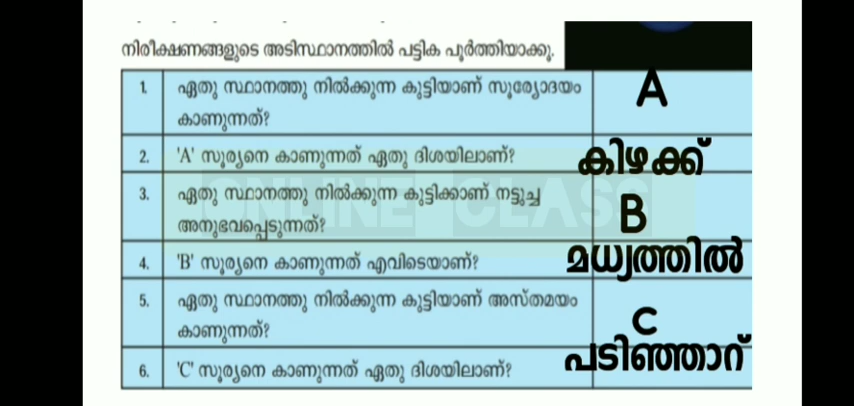 നിരീക്ഷണങ്ങളുടെ അടിസ്ഥാനത്തിൽ പട്ടിക പൂർത്തിയാക്കൂ.
1. ഏതു സ്ഥാനത്തു നിൽക്കുന്ന കുട്ടിയാണ് സൂര്യോദയം A
കാണുന്നത്?
2. 'A' സൂര്യനെ കാണുന്നത് ഏതു ദിശയിലാണ്? കിഴക്ക്
3. ഏതു സ്ഥാനത്തു നിൽക്കുന്ന കുട്ടിക്കാണ് നട്ടുച്ച B
അനുഭവപ്പെടുന്നത്?
ONLINE CLASS
4. 'B' സൂര്യനെ കാണുന്നത് എവിടെയാണ്? മധ്യത്തിൽ
5. ഏതു സ്ഥാനത്തു നിൽക്കുന്ന കുട്ടിയാണ് അസ്തമയം C
കാണുന്നത്?
6. 'C' സൂര്യനെ കാണുന്നത് ഏതു ദിശയിലാണ്? പടിഞ്ഞാറ്